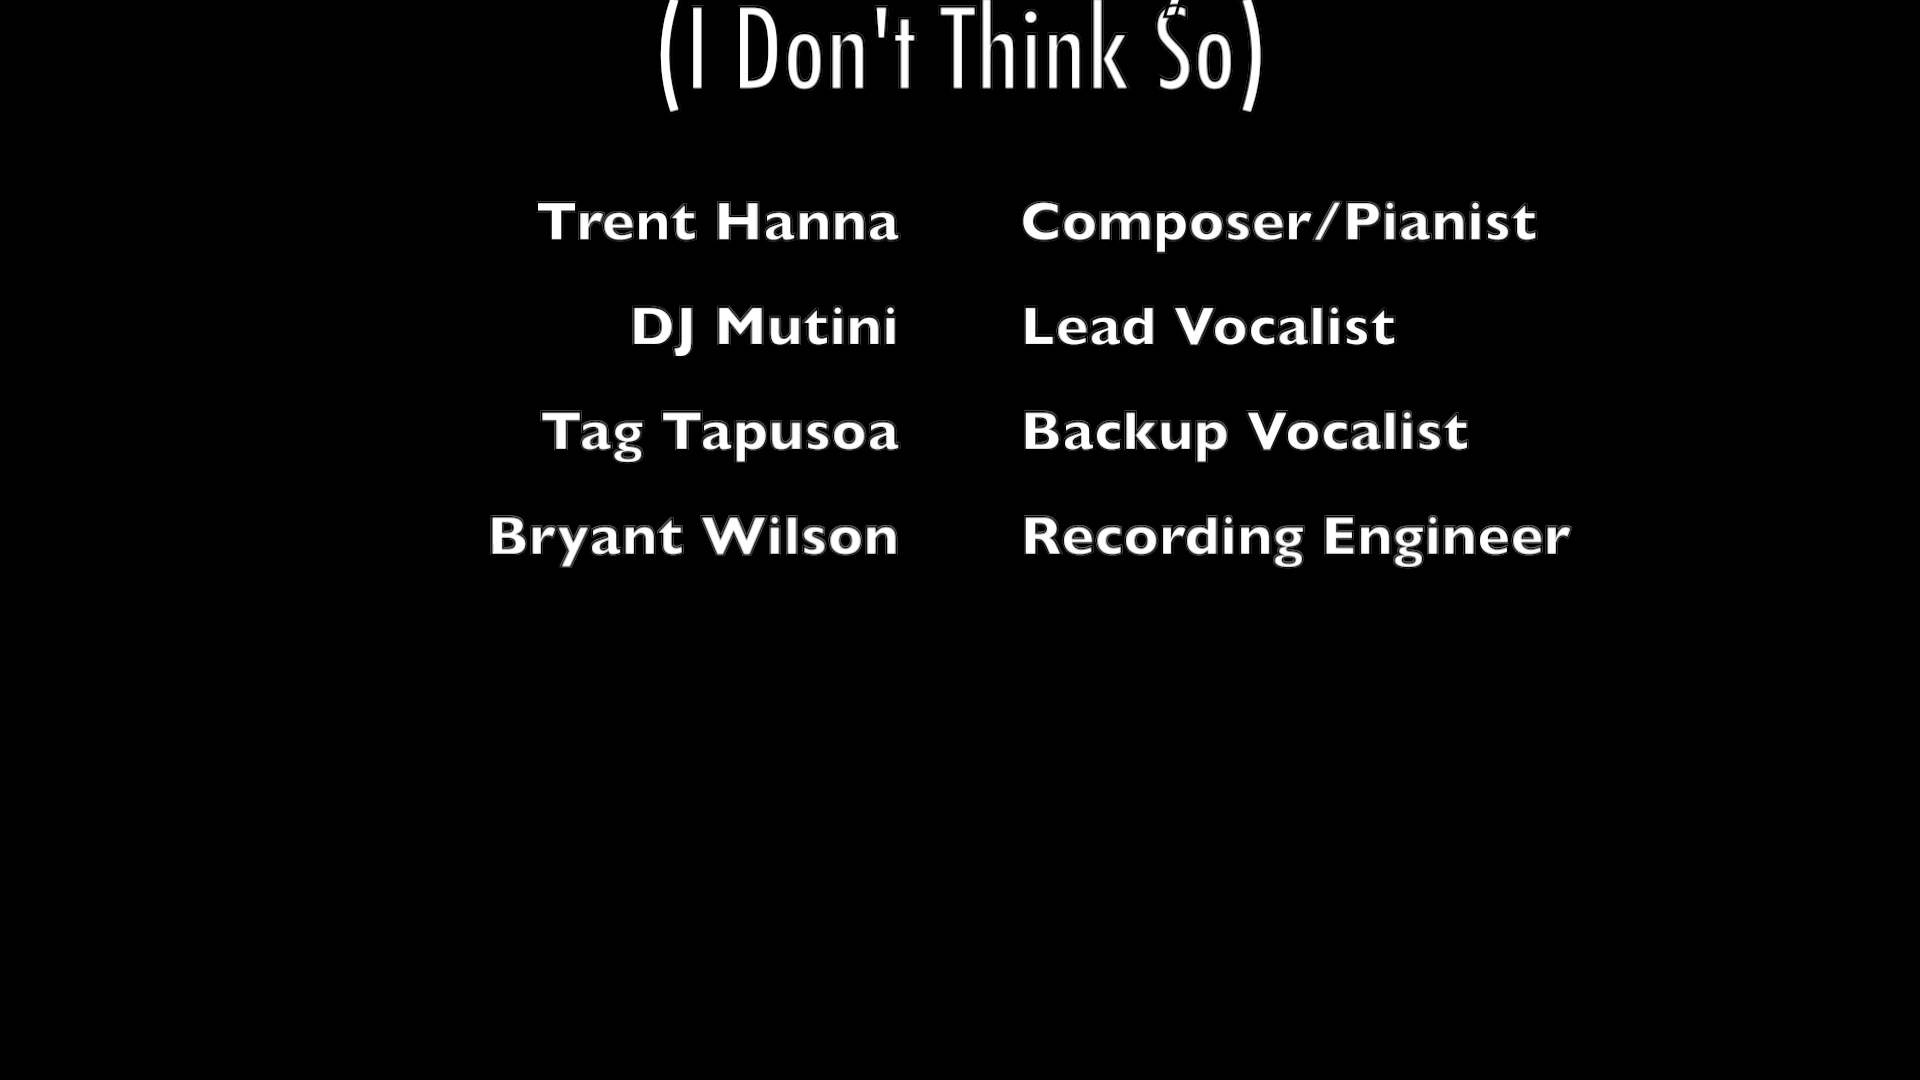 (I Don't Think So)
Trent Hanna Composer/Pianist
DJ Mutini Lead Vocalist
Tag Tapusoa Backup Vocalist
Bryant Wilson Recording Engineer